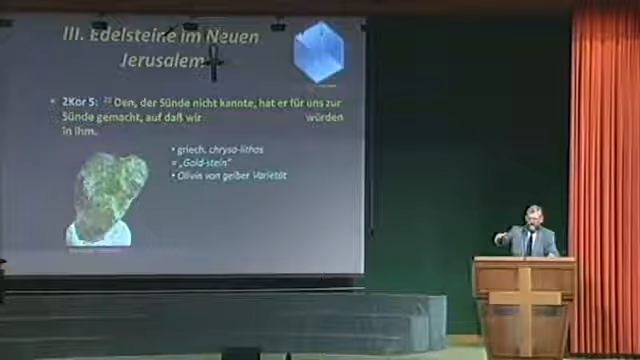 III. Edelsteine im Neuen
Jerusalem
• 2Kor 5: 21 Den, der Sünde nicht kannte, hat er für uns zur
Sünde gemacht, auf daß wir würden
in ihm.
• griech. chrysa-lithos
= „Gold-stein“
• Olivin von gelber Varietät